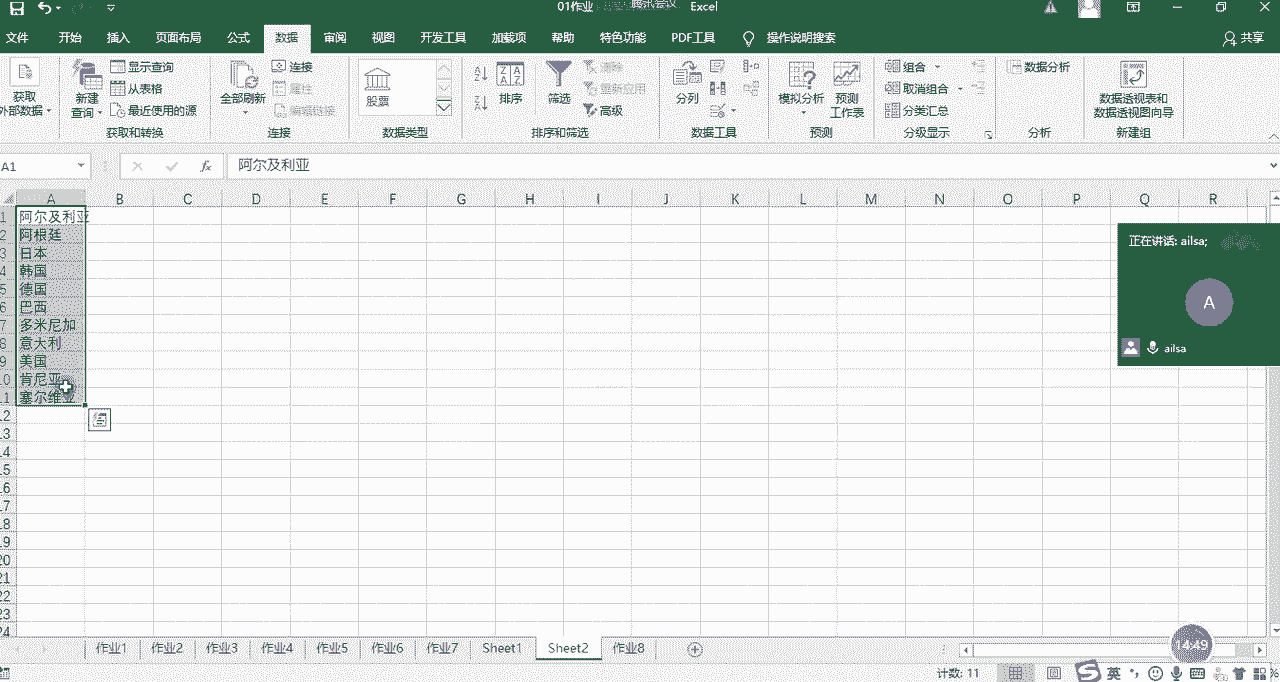 01作业 腾讯会议 Excel
文件 开始 插入 页面布局 公式 数据 审阅 视图 开发工具 加载项 帮助 特色功能 PDF工具 操作说明搜索 共享
获取
外部数据
新建
查询
显示查询
从表格
最近使用的源
获取和转换
全部刷新
连接
属性
编辑链接
连接
股票
数据类型
排序
筛选
清除
重新应用
高级
排序和筛选
分列
数据工具
模拟分析
预测
工作表
预测
组合
取消组合
分类汇总
分级显示
数据分析
分析
数据透视表和
数据透视图向导
新建组
A1 fx 阿尔及利亚
A B C D E F G H I J K L M N O P Q R
1 阿尔及利亚
2 阿根廷
3 日本
4 韩国
5 德国
6 巴西
7 多米尼加
8 意大利
9 美国
10 肯尼亚
11 塞尔维亚
12
13
14
15
16
17
18
19
20
21
22
23
24
正在讲话: ailsa;
A
ailsa
作业1 作业2 作业3 作业4 作业5 作业6 作业7 Sheet1 Sheet2 作业8
14:49
计数: 11
英